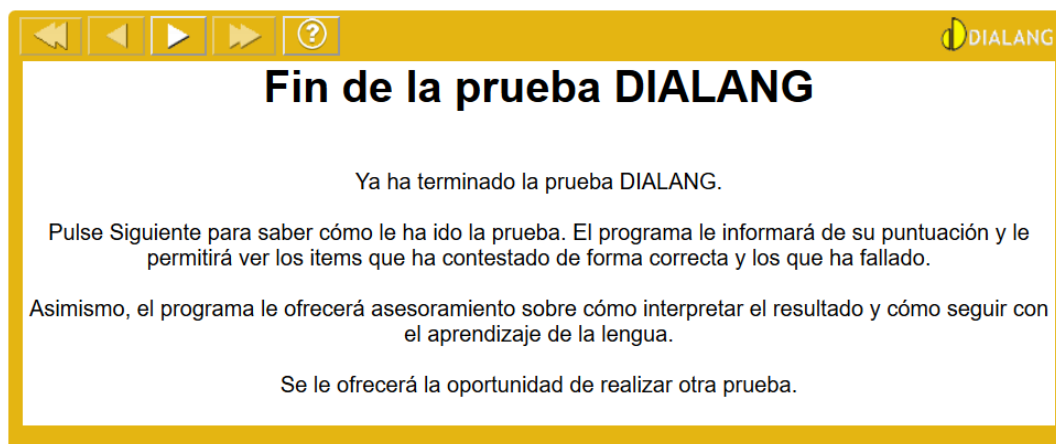 DIALANG
Fin de la prueba DIALANG
Ya ha terminado la prueba DIALANG.
Pulse Siguiente para saber cómo le ha ido la prueba. El programa le informará de su puntuación y le
permitirá ver los items que ha contestado de forma correcta y los que ha fallado.
Asimismo, el programa le ofrecerá asesoramiento sobre cómo interpretar el resultado y cómo seguir con
el aprendizaje de la lengua.
Se le ofrecerá la oportunidad de realizar otra prueba.